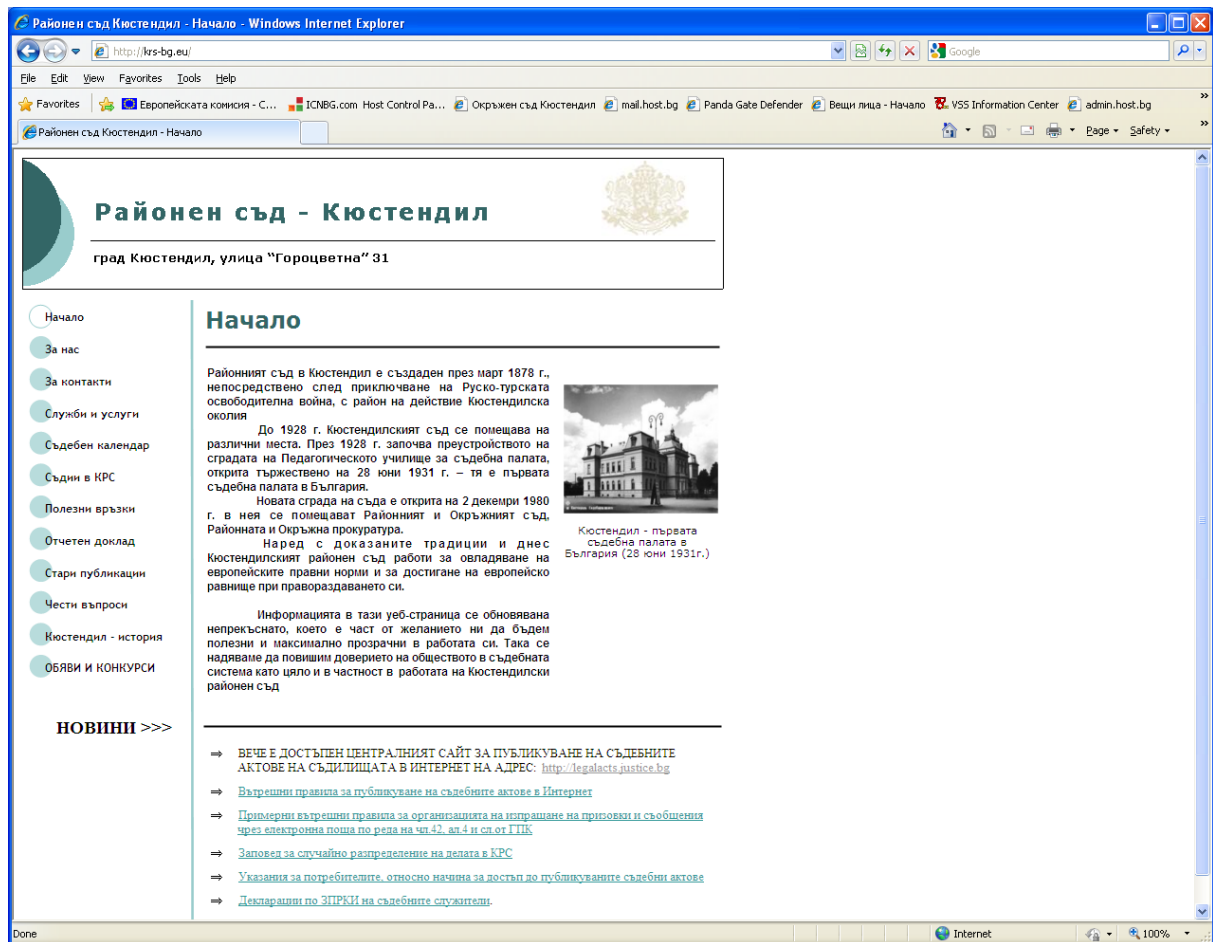 Районен съд Кюстендил - Начало - Windows Internet Explorer
http://krs-bg.eu/
Google
File Edit View Favorites Tools Help
Favorites Европейската комисия - С... ICNBG.com Host Control Pa... Окръжен съд Кюстендил mail.host.bg Panda Gate Defender Вещи лица - Начало VSS Information Center admin.host.bg »
Районен съд Кюстендил - Начало
Page Safety »
Районен съд - Кюстендил
град Кюстендил, улица “Гороцветна” 31
Начало
За нас
За контакти
Служби и услуги
Съдебен календар
Съдии в КРС
Полезни връзки
Отчетен доклад
Стари публикации
Чести въпроси
Кюстендил - история
ОБЯВИ И КОНКУРСИ
НОВИНИ >>>
Начало
Районният съд в Кюстендил е създаден през март 1878 г.,
непосредствено след приключване на Руско-турската
освободителна война, с район на действие Кюстендилска
околия
До 1928 г. Кюстендилският съд се помещава на
различни места. През 1928 г. започва преустройството на
сградата на Педагогическото училище за съдебна палата,
открита тържествено на 28 юни 1931 г. – тя е първата
съдебна палата в България.
Новата сграда на съда е открита на 2 декемри 1980
г. в нея се помещават Районният и Окръжният съд,
Районната и Окръжна прокуратура.
Наред с доказаните традиции и днес
Кюстендилският районен съд работи за овладяване на
европейските правни норми и за достигане на европейско
равнище при правораздаването си.
Информацията в тази уеб-страница се обновявана
непрекъснато, което е част от желанието ни да бъдем
полезни и максимално прозрачни в работата си. Така се
надяваме да повишим доверието на обществото в съдебната
система като цяло и в частност в работата на Кюстендилски
районен съд
Кюстендил - първата
съдебна палата в
България (28 юни 1931г.)
⇒ ВЕЧЕ Е ДОСТЪПЕН ЦЕНТРАЛНИЯТ САЙТ ЗА ПУБЛИКУВАНЕ НА СЪДЕБНИТЕ
АКТОВЕ НА СЪДИЛИЩАТА В ИНТЕРНЕТ НА АДРЕС: http://legalacts.justice.bg
⇒ Вътрешни правила за публикуване на съдебните актове в Интернет
⇒ Примерни вътрешни правила за организацията на изпращане на призовки и съобщения
чрез електронна поща по реда на чл.42, ал.4 и сл.от ГПК
⇒ Заповед за случайно разпределение на делата в КРС
⇒ Указания за потребителите, относно начина за достъп до публикуваните съдебни актове
⇒ Декларации по ЗПРКИ на съдебните служители.
Done
Internet
100%